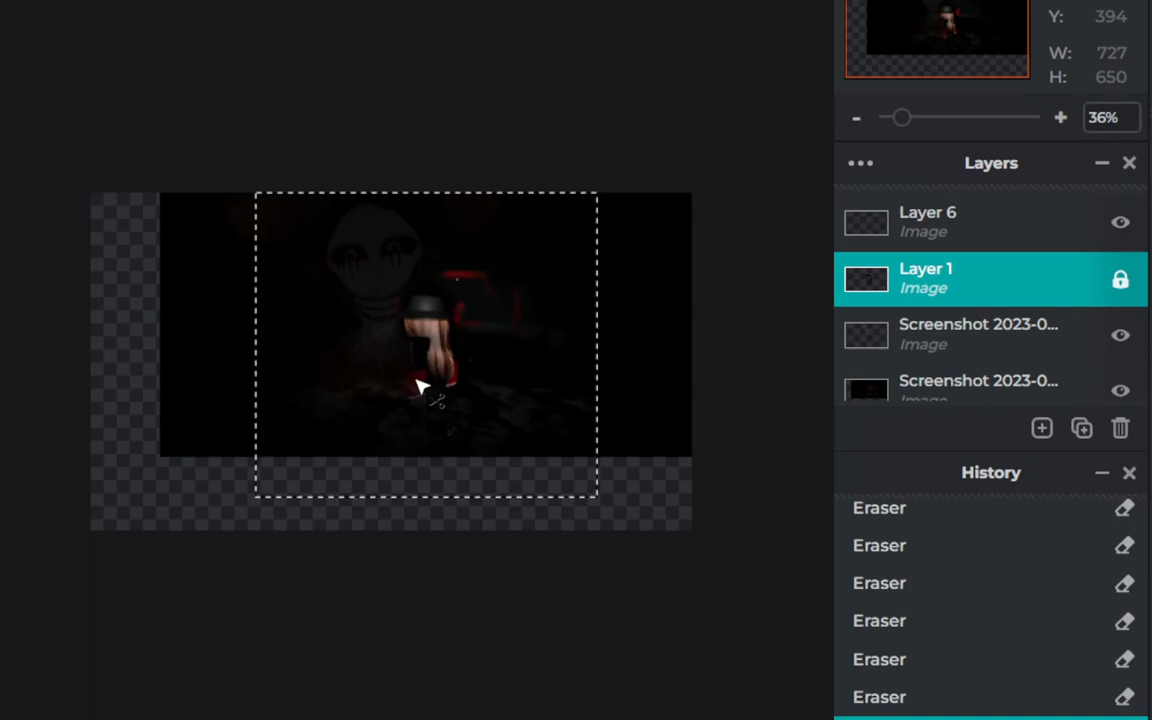 Y: 394
W: 727
H: 650
- + 36%
Layers
Layer 6
Image
Layer 1
Image
Screenshot 2023-0...
Image
Screenshot 2023-0...
Image
History
Eraser
Eraser
Eraser
Eraser
Eraser
Eraser